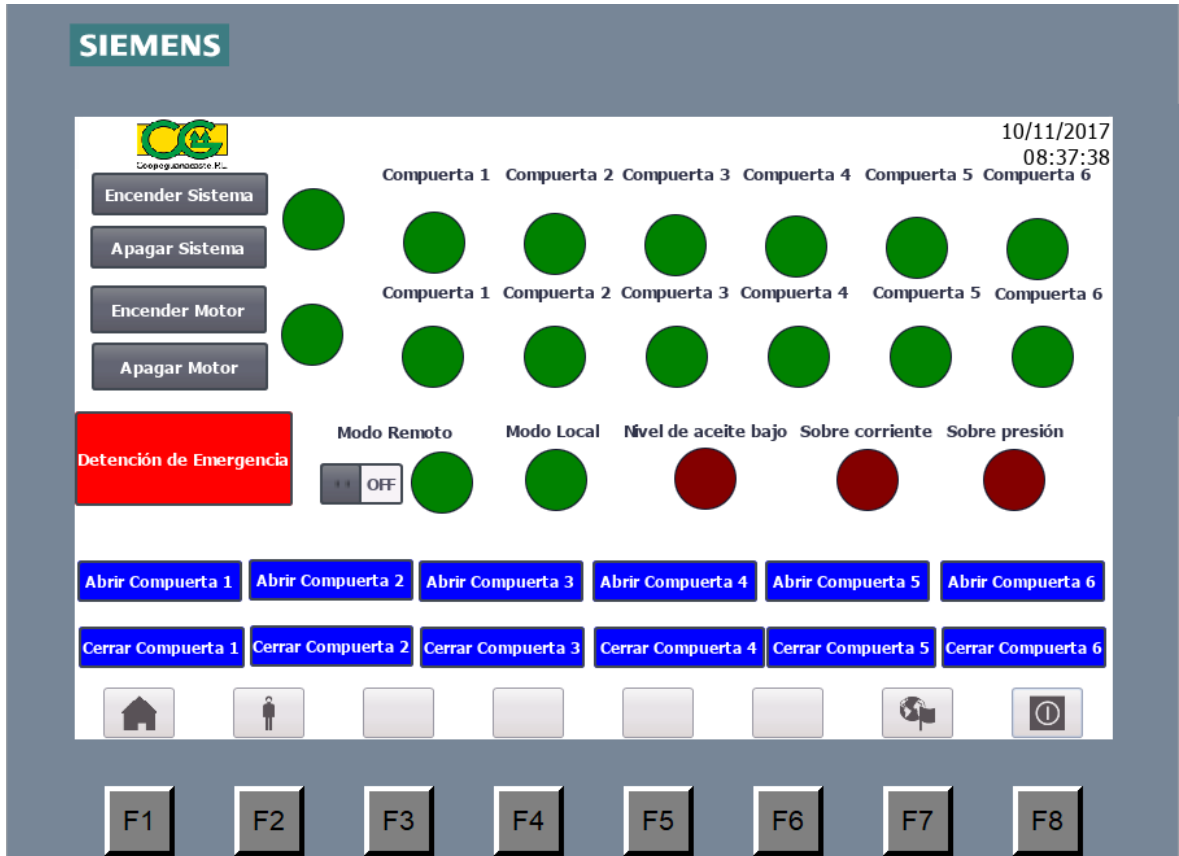 SIEMENS
10/11/2017
08:37:38
Coopeguanacaste R.L.
Compuerta 1 Compuerta 2 Compuerta 3 Compuerta 4 Compuerta 5 Compuerta 6
Encender Sistema
Apagar Sistema
Compuerta 1 Compuerta 2 Compuerta 3 Compuerta 4 Compuerta 5 Compuerta 6
Encender Motor
Apagar Motor
Modo Remoto Modo Local Nivel de aceite bajo Sobre corriente Sobre presión
Detención de Emergencia
OFF
Abrir Compuerta 1 Abrir Compuerta 2 Abrir Compuerta 3 Abrir Compuerta 4 Abrir Compuerta 5 Abrir Compuerta 6
Cerrar Compuerta 1 Cerrar Compuerta 2 Cerrar Compuerta 3 Cerrar Compuerta 4 Cerrar Compuerta 5 Cerrar Compuerta 6
F1 F2 F3 F4 F5 F6 F7 F8